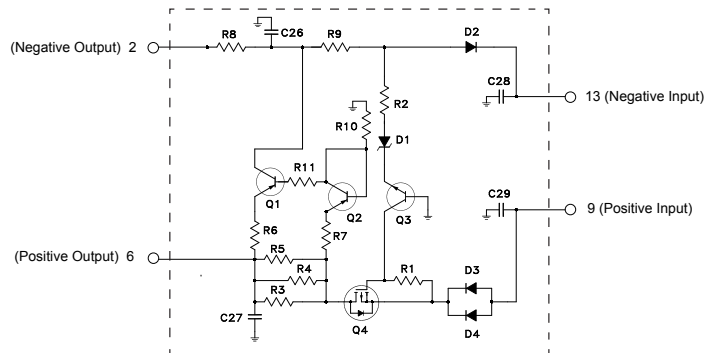 R8
C26
R9
D2
(Negative Output) 2
C28
13 (Negative Input)
R2
R10
D1
R11
Q1
Q2
Q3
C29
9 (Positive Input)
R6
R7
R5
(Positive Output) 6
R4
R1
R3
D3
C27
Q4
D4